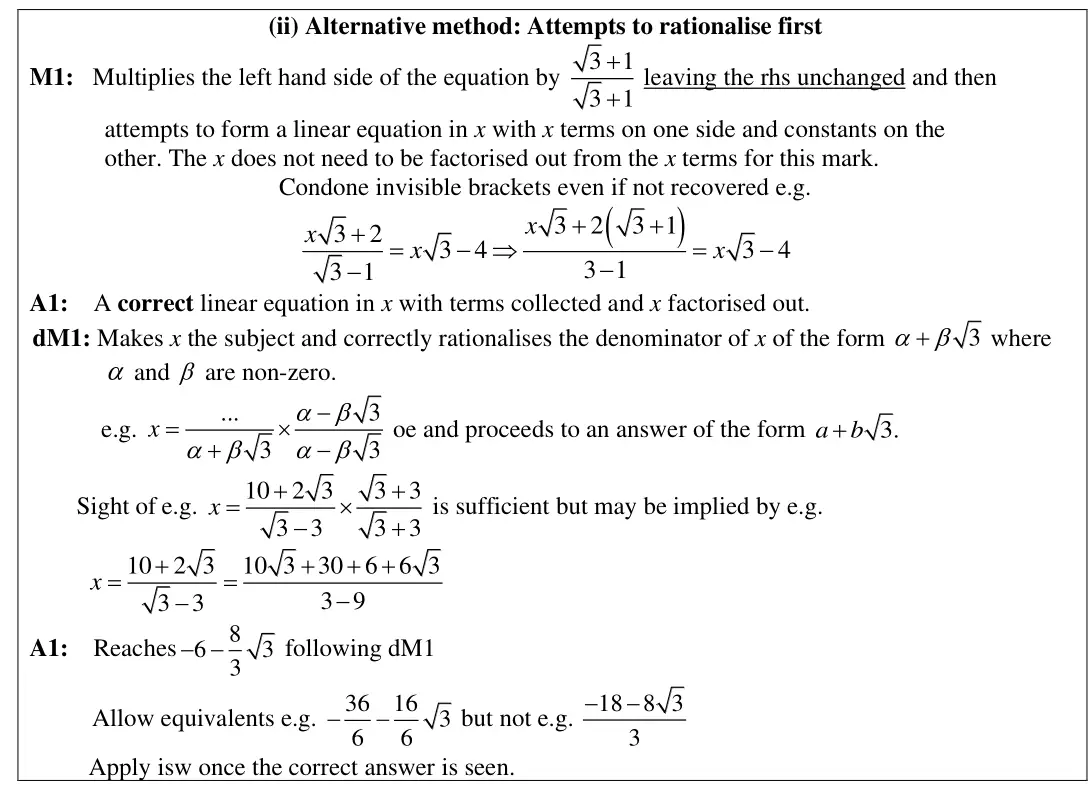 (ii) Alternative method: Attempts to rationalise first
M1: Multiplies the left hand side of the equation by (√3+1)/(√3+1) leaving the rhs unchanged and then
attempts to form a linear equation in x with x terms on one side and constants on the
other. The x does not need to be factorised out from the x terms for this mark.
Condone invisible brackets even if not recovered e.g.
(x√3+2)/(√3−1) = x√3−4 ⇒ (x√3+2(√3+1))/(3−1) = x√3−4
A1: A correct linear equation in x with terms collected and x factorised out.
dM1: Makes x the subject and correctly rationalises the denominator of x of the form α+β√3 where
α and β are non-zero.
e.g. x = .../(α+β√3) × (α−β√3)/(α−β√3) oe and proceeds to an answer of the form a+b√3.
Sight of e.g. x = (10+2√3)/(√3−3) × (√3+3)/(√3+3) is sufficient but may be implied by e.g.
x = (10+2√3)/(√3−3) = (10√3+30+6+6√3)/(3−9)
A1: Reaches −6−(8/3)√3 following dM1
Allow equivalents e.g. −36/6−(16/6)√3 but not e.g. (−18−8√3)/3
Apply isw once the correct answer is seen.